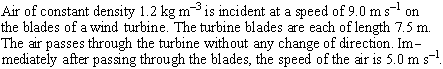 Air of constant density 1.2 kg m⁻³ is incident at a speed of 9.0 m s⁻¹ on
the blades of a wind turbine. The turbine blades are each of length 7.5 m.
The air passes through the turbine without any change of direction. Im–
mediately after passing through the blades, the speed of the air is 5.0 m s⁻¹.